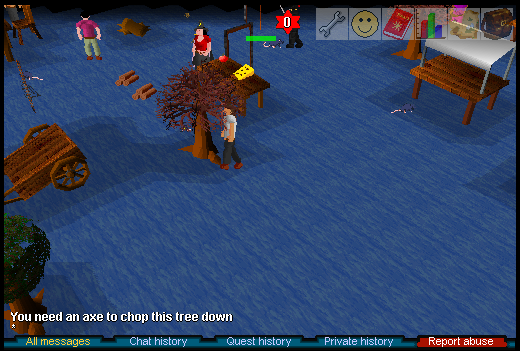 0
You need an axe to chop this tree down
*
All messages
Chat history
Quest history
Private history
Report abuse